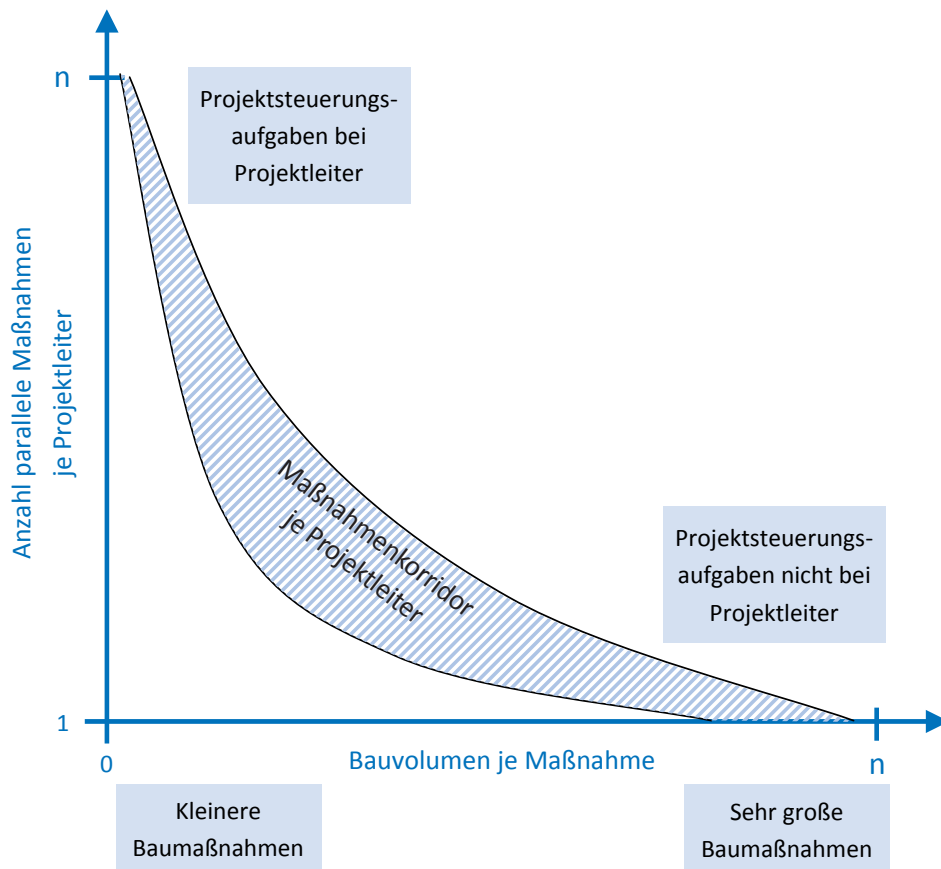 n
Projektsteuerungs-
aufgaben bei
Projektleiter
Anzahl parallele Maßnahmen
je Projektleiter
Maßnahmenkorridor
je Projektleiter
Projektsteuerungs-
aufgaben nicht bei
Projektleiter
1
0
Bauvolumen je Maßnahme
n
Kleinere
Baumaßnahmen
Sehr große
Baumaßnahmen